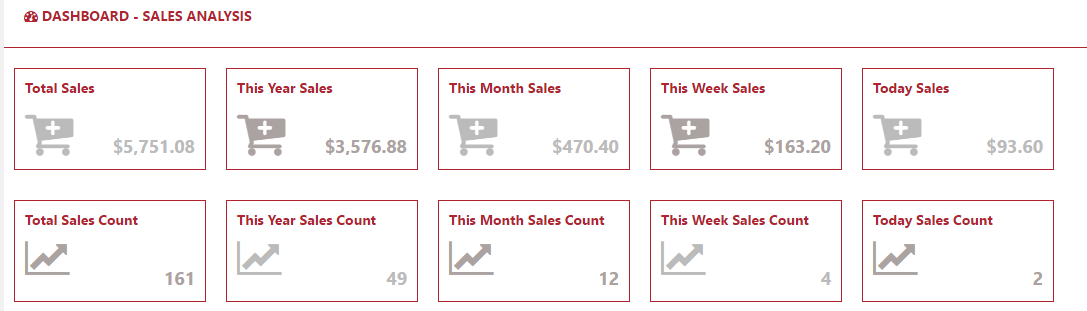 DASHBOARD - SALES ANALYSIS
Total Sales
$5,751.08
This Year Sales
$3,576.88
This Month Sales
$470.40
This Week Sales
$163.20
Today Sales
$93.60
Total Sales Count
161
This Year Sales Count
49
This Month Sales Count
12
This Week Sales Count
4
Today Sales Count
2